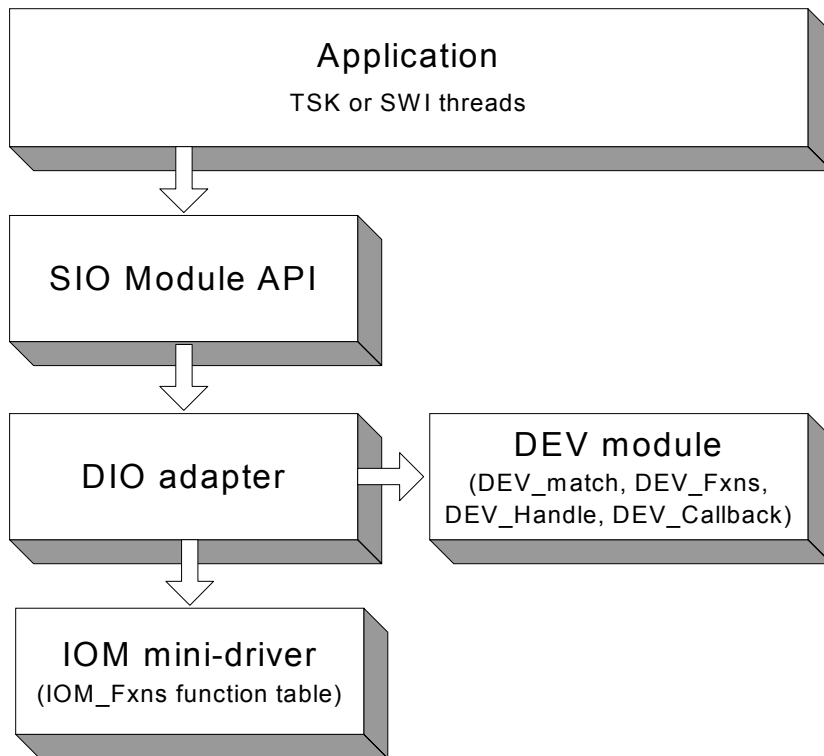 Application
TSK or SWI threads
SIO Module API
DIO adapter
DEV module
(DEV_match, DEV_Fxns,
DEV_Handle, DEV_Callback)
IOM mini-driver
(IOM_Fxns function table)